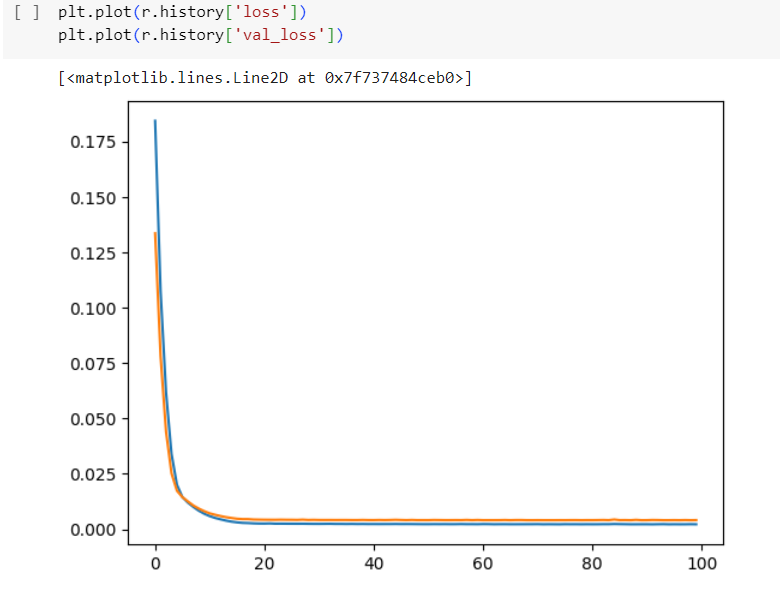 [ ] plt.plot(r.history['loss'])
plt.plot(r.history['val_loss'])
[<matplotlib.lines.Line2D at 0x7f737484ceb0>]
0.175
0.150
0.125
0.100
0.075
0.050
0.025
0.000
0 20 40 60 80 100